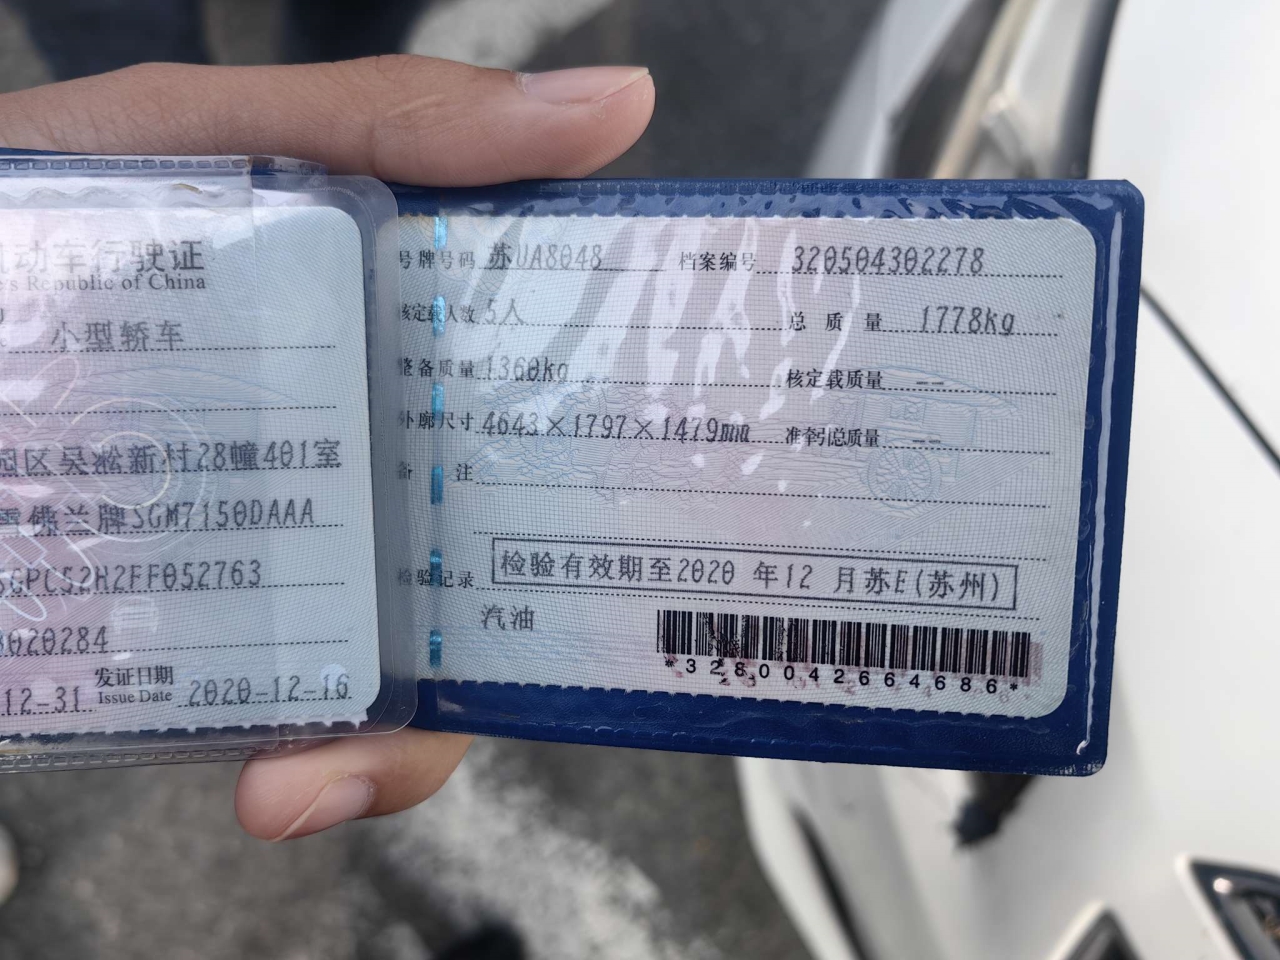 动车行驶证
's Republic of China
小型轿车
园区吴淞新村28幢401室
雪佛兰牌SGM7150DAAA
SGPC52H2FF052763
020284
12-31 发证日期 Issue Date 2020-12-16
号牌号码 苏UA8048 档案编号 320504302278
核定载人数 5人 总质量 1778kg
整备质量 1360kg 核定载质量 --
外廓尺寸 4643×1797×1479mm 准牵引总质量 --
备注
检验记录 检验有效期至2020 年12 月苏E(苏州)
汽油
*3280042664686*